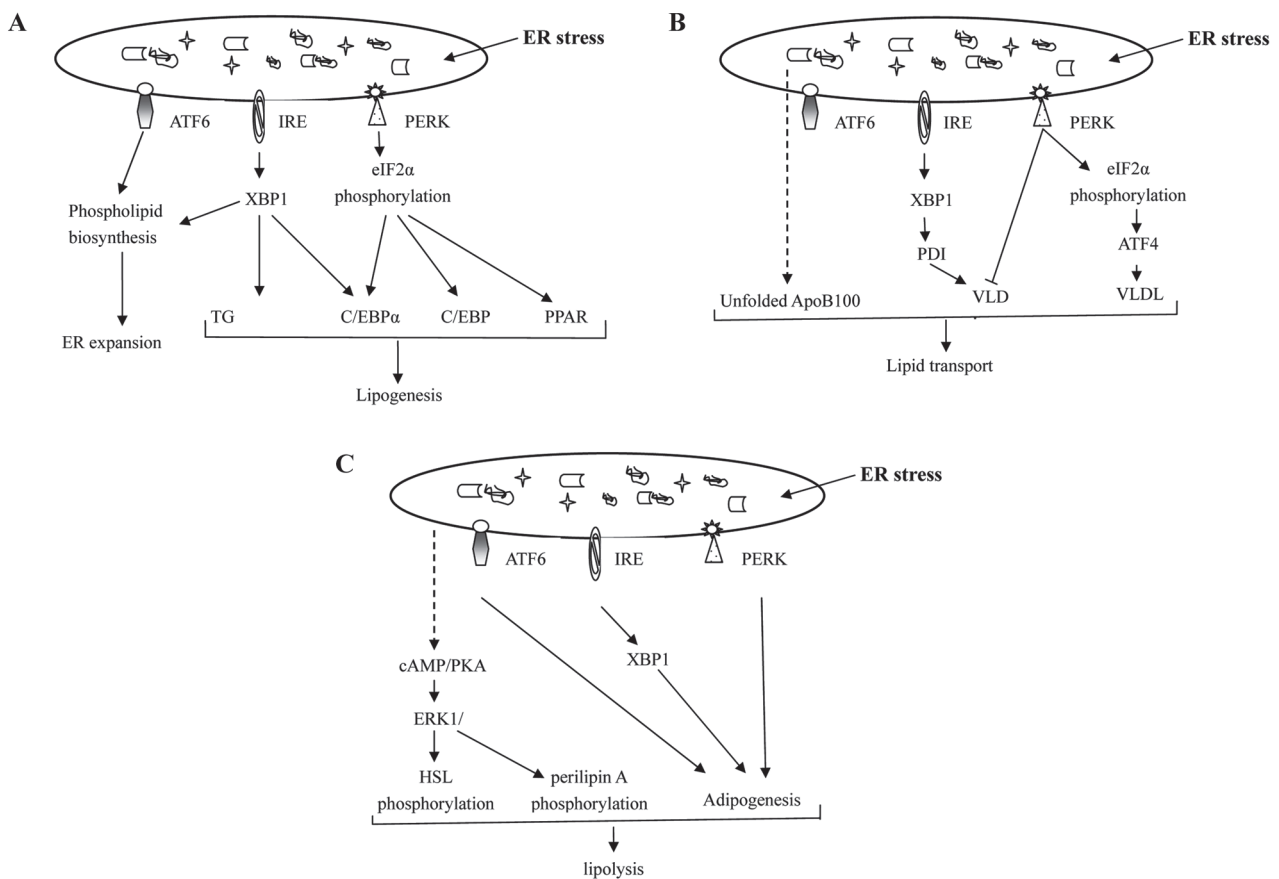 A
ER stress
ATF6
IRE
PERK
eIF2α
phosphorylation
XBP1
Phospholipid
biosynthesis
TG
C/EBPα
C/EBP
PPAR
ER expansion
Lipogenesis
B
ER stress
ATF6
IRE
PERK
eIF2α
phosphorylation
XBP1
ATF4
PDI
Unfolded ApoB100
VLD
VLDL
Lipid transport
C
ER stress
ATF6
IRE
PERK
XBP1
cAMP/PKA
ERK1/
HSL
phosphorylation
perilipin A
phosphorylation
Adipogenesis
lipolysis